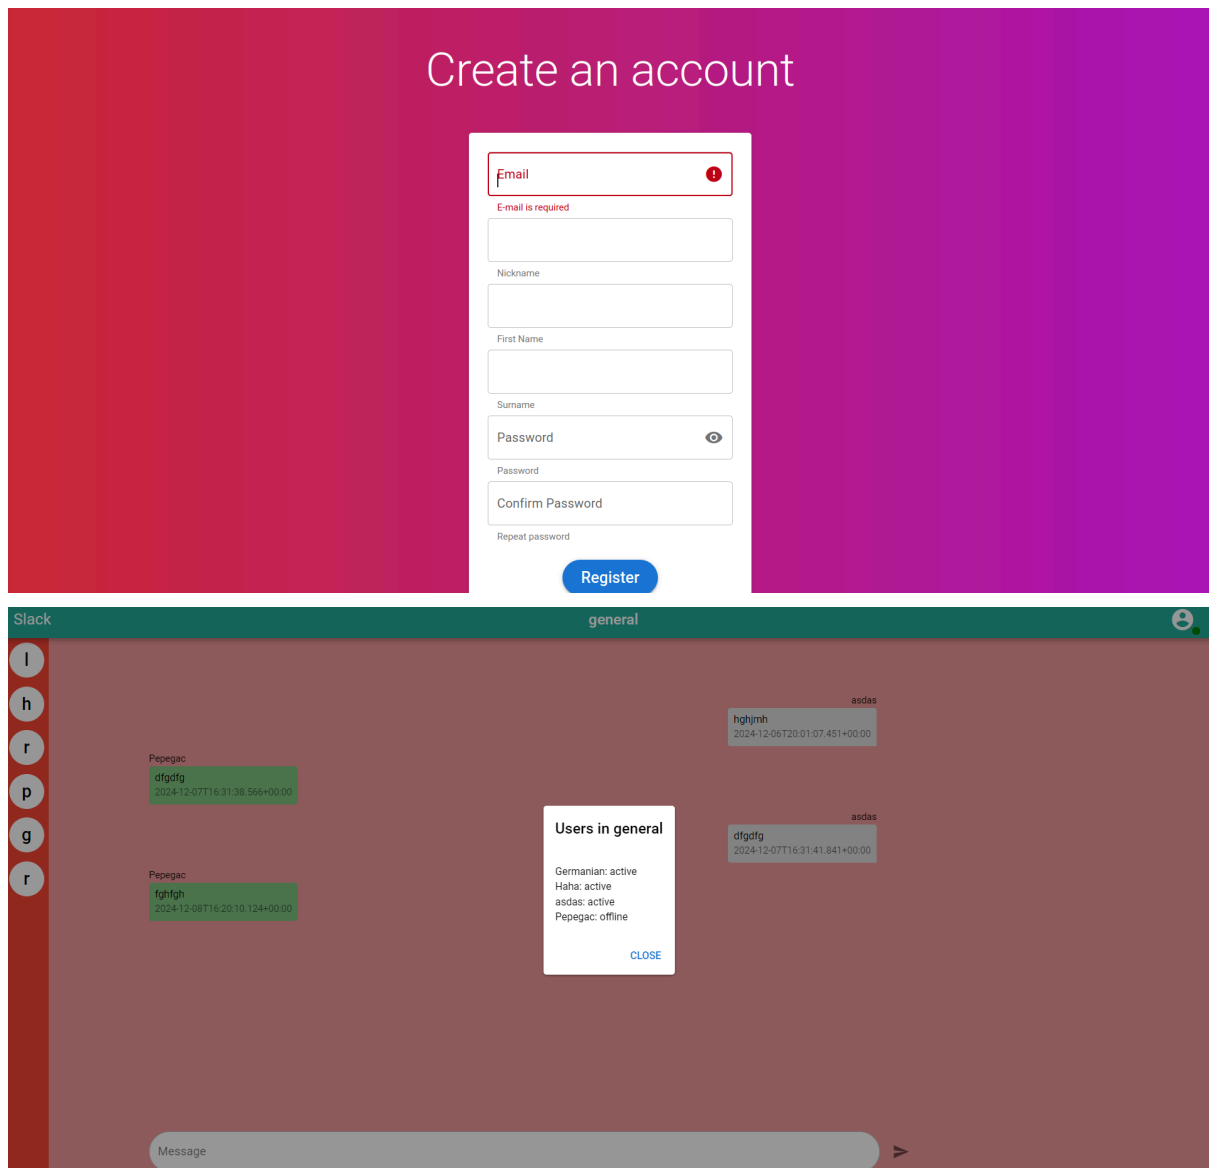 Create an account
Email
E-mail is required
Nickname
First Name
Surname
Password
Password
Confirm Password
Repeat password
Register
Slack
general
l
h
r
p
g
r
asdas
hghjmh
2024-12-06T20:01:07.451+00:00
Pepegac
dfgdfg
2024-12-07T16:31:38.566+00:00
asdas
dfgdfg
2024-12-07T16:31:41.841+00:00
Pepegac
fghfgh
2024-12-08T16:20:10.124+00:00
Users in general
Germanian: active
Haha: active
asdas: active
Pepegac: offline
CLOSE
Message